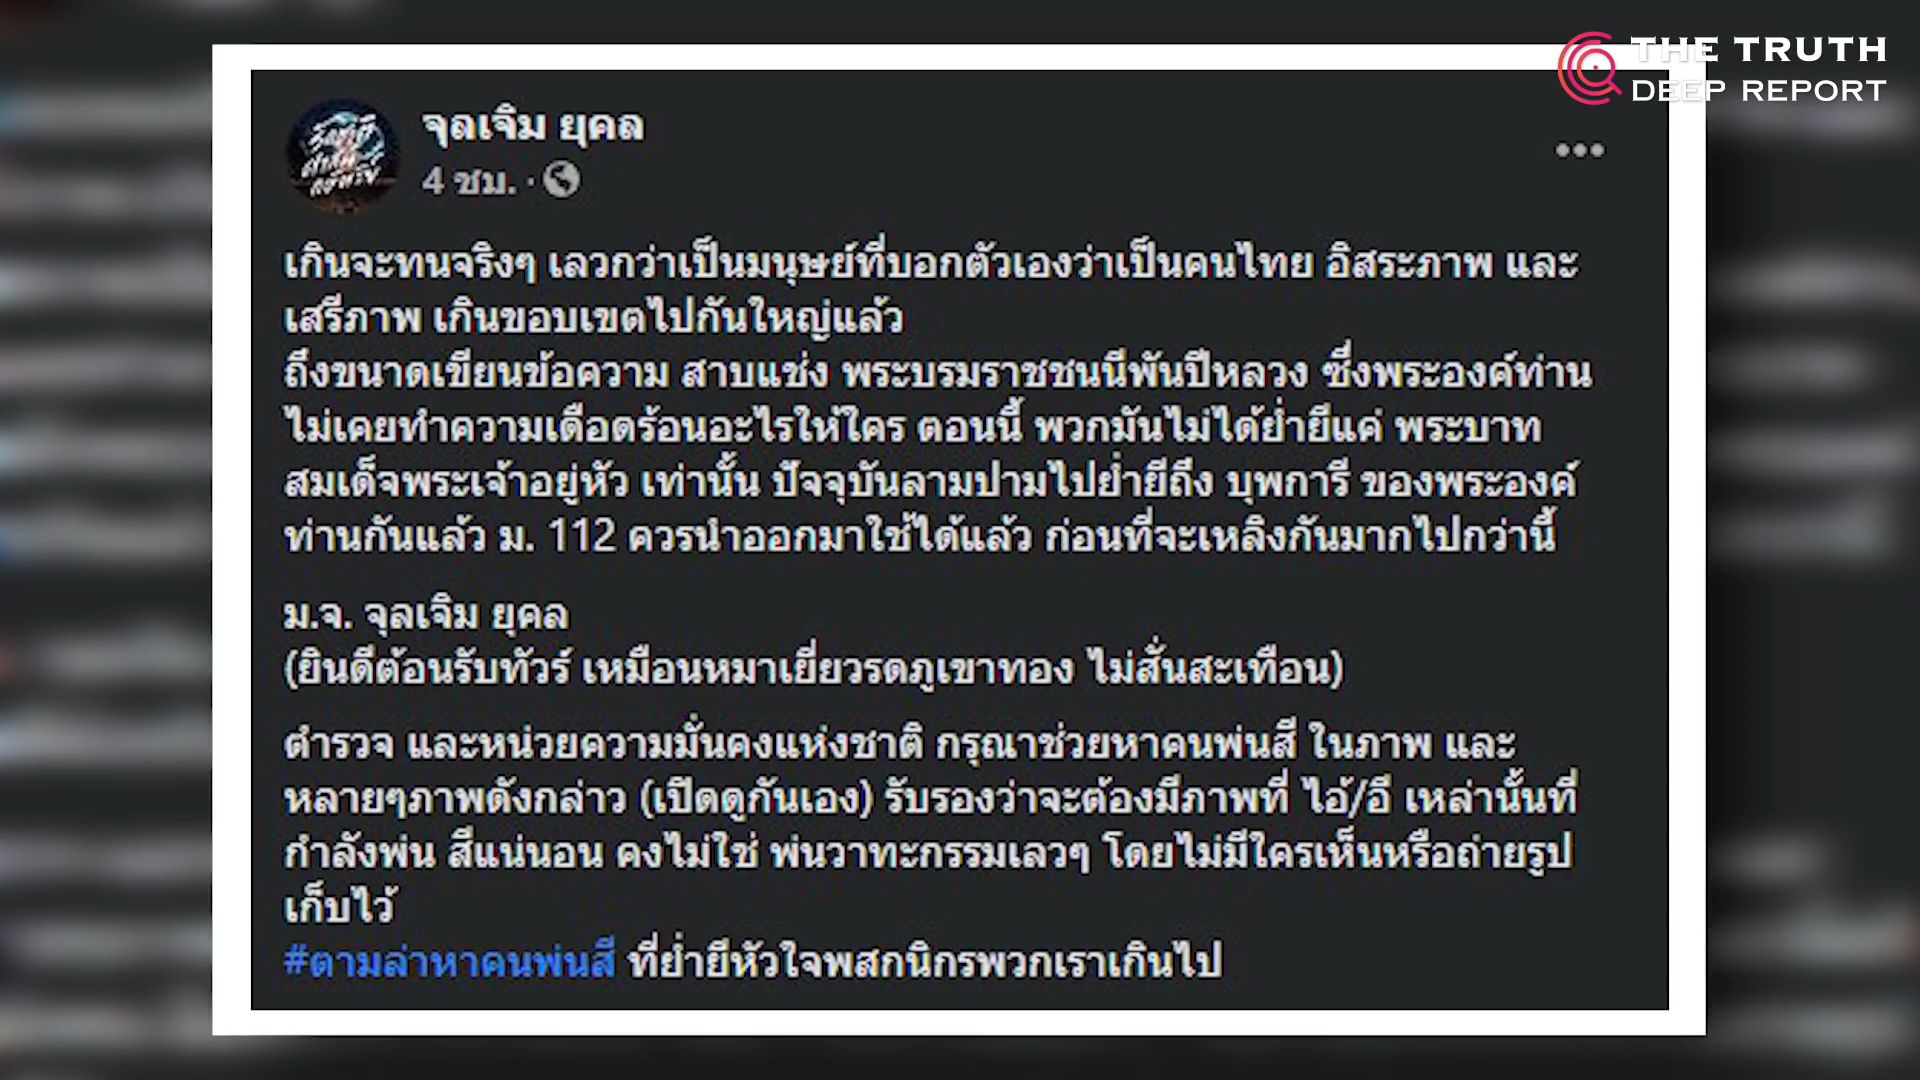 THE TRUTH
DEEP REPORT
จุลเจิม ยุคล
4 ชม. ·
เกินจะทนจริงๆ เลวกว่าเป็นมนุษย์ที่บอกตัวเองว่าเป็นคนไทย อิสระภาพ และ
เสรีภาพ เกินขอบเขตไปกันใหญ่แล้ว
ถึงขนาดเขียนข้อความ สาบแช่ง พระบรมราชชนนีพันปีหลวง ซึ่งพระองค์ท่าน
ไม่เคยทำความเดือดร้อนอะไรให้ใคร ตอนนี้ พวกมันไม่ได้ย่ำยีแค่ พระบาท
สมเด็จพระเจ้าอยู่หัว เท่านั้น ปัจจุบันลามปามไปย่ำยีถึง บุพการี ของพระองค์
ท่านกันแล้ว ม. 112 ควรนำออกมาใช้ได้แล้ว ก่อนที่จะเหลิงกันมากไปกว่านี้
ม.จ. จุลเจิม ยุคล
(ยินดีต้อนรับทัวร์ เหมือนหมาเยี่ยวรดภูเขาทอง ไม่สั่นสะเทือน)
ตำรวจ และหน่วยความมั่นคงแห่งชาติ กรุณาช่วยหาคนพ่นสี ในภาพ และ
หลายๆภาพดังกล่าว (เปิดดูกันเอง) รับรองว่าจะต้องมีภาพที่ ไอ้/อี เหล่านั้นที่
กำลังพ่น สีแน่นอน คงไม่ใช่ พ่นวาทะกรรมเลวๆ โดยไม่มีใครเห็นหรือถ่ายรูป
เก็บไว้
#ตามล่าหาคนพ่นสี ที่ย่ำยีหัวใจพสกนิกรพวกเราเกินไป